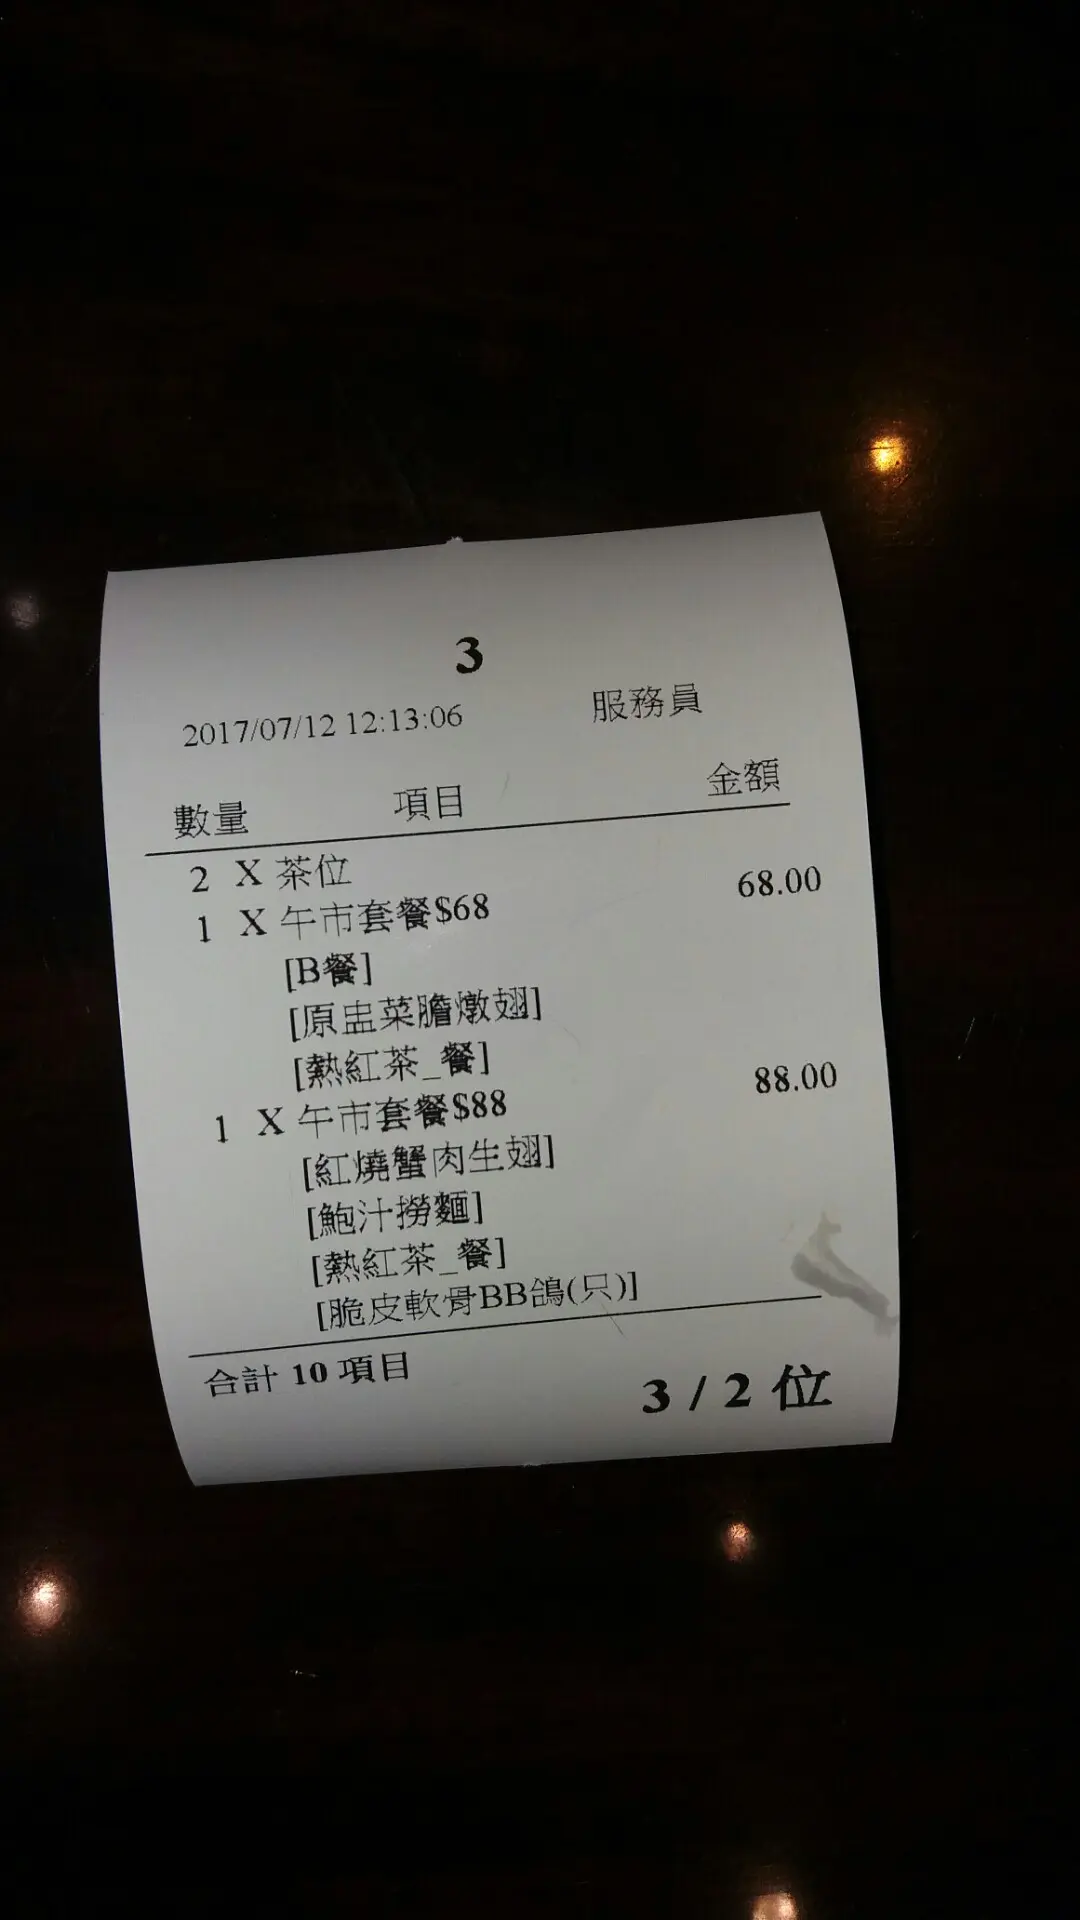 3
2017/07/12 12:13:06 服務員
數量 項目 金額
2 X 茶位
1 X 午市套餐$68 68.00
[B餐]
[原盅菜膽燉翅]
[熱紅茶_餐]
1 X 午市套餐$88 88.00
[紅燒蟹肉生翅]
[鮑汁撈麵]
[熱紅茶_餐]
[脆皮軟骨BB鴿(只)]
合計 10 項目
3 / 2 位